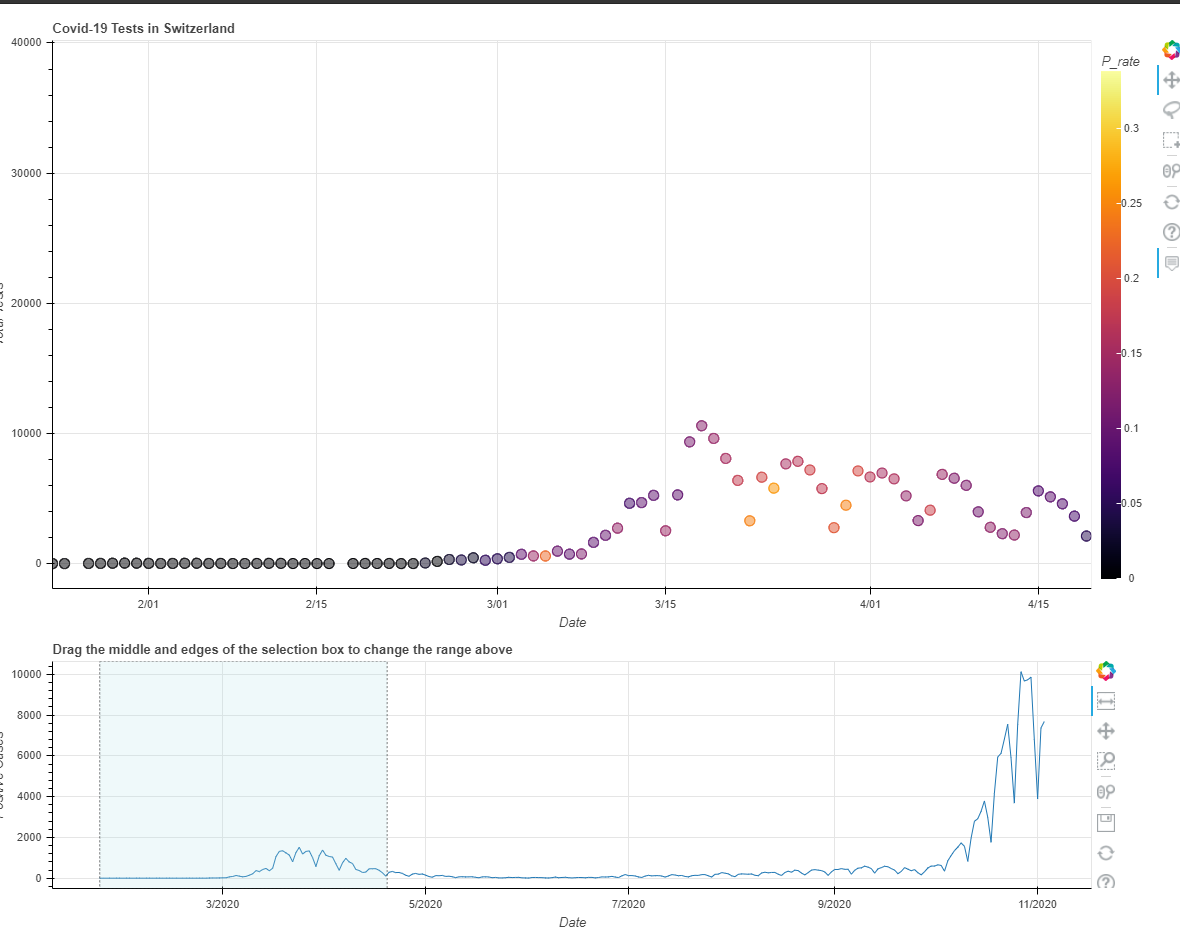 Covid-19 Tests in Switzerland
P_rate
40000
30000
20000
10000
0
0.3
0.25
0.2
0.15
0.1
0.05
0
2/01 2/15 3/01 3/15 4/01 4/15
Date
Drag the middle and edges of the selection box to change the range above
10000
8000
6000
4000
2000
0
3/2020 5/2020 7/2020 9/2020 11/2020
Date